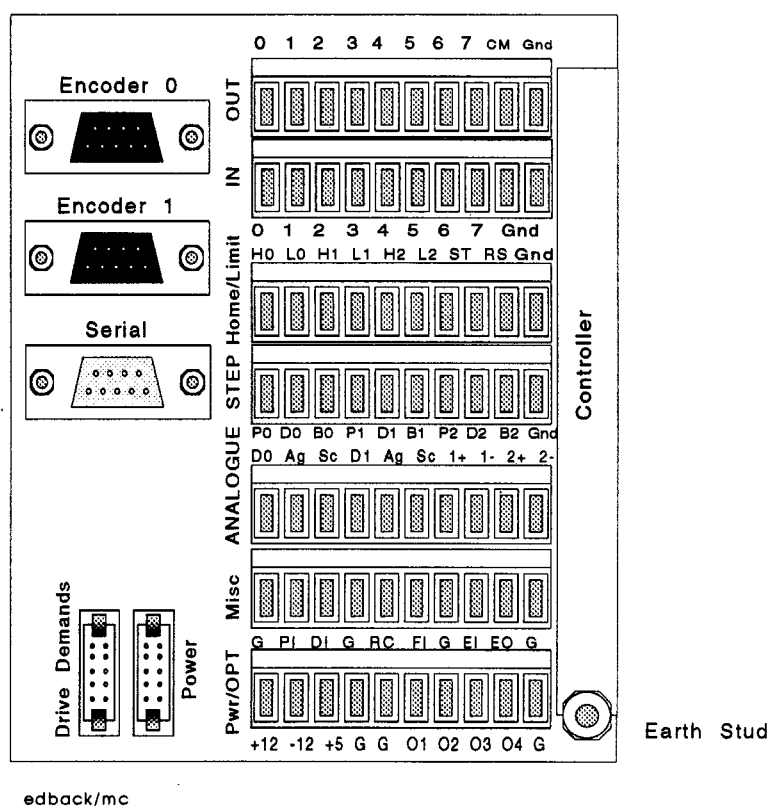 0 1 2 3 4 5 6 7 CM Gnd
Encoder 0
OUT
IN
Encoder 1
0 1 2 3 4 5 6 7 Gnd
H0 L0 H1 L1 H2 L2 ST RS Gnd
Home/Limit
Serial
Controller
STEP
P0 D0 B0 P1 D1 B1 P2 D2 B2 Gnd
D0 Ag Sc D1 Ag Sc 1+ 1- 2+ 2-
ANALOGUE
Misc
G PI DI G RC FI G EI EO G
Drive Demands
Power
Pwr/OPT
Earth Stud
+12 -12 +5 G G O1 O2 O3 O4 G
edback/mc